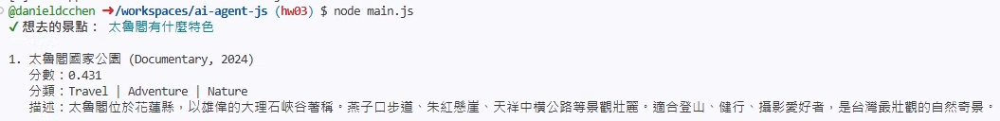 @danieldcchen ➜/workspaces/ai-agent-js (hw03) $ node main.js
✔ 想去的景點： 太魯閣有什麼特色
1. 太魯閣國家公園 (Documentary, 2024)
分數：0.431
分類：Travel | Adventure | Nature
描述：太魯閣位於花蓮縣，以雄偉的大理石峽谷著稱。燕子口步道、朱紅懸崖、天祥中橫公路等景觀壯麗。適合登山、健行、攝影愛好者，是台灣最壯觀的自然奇景。